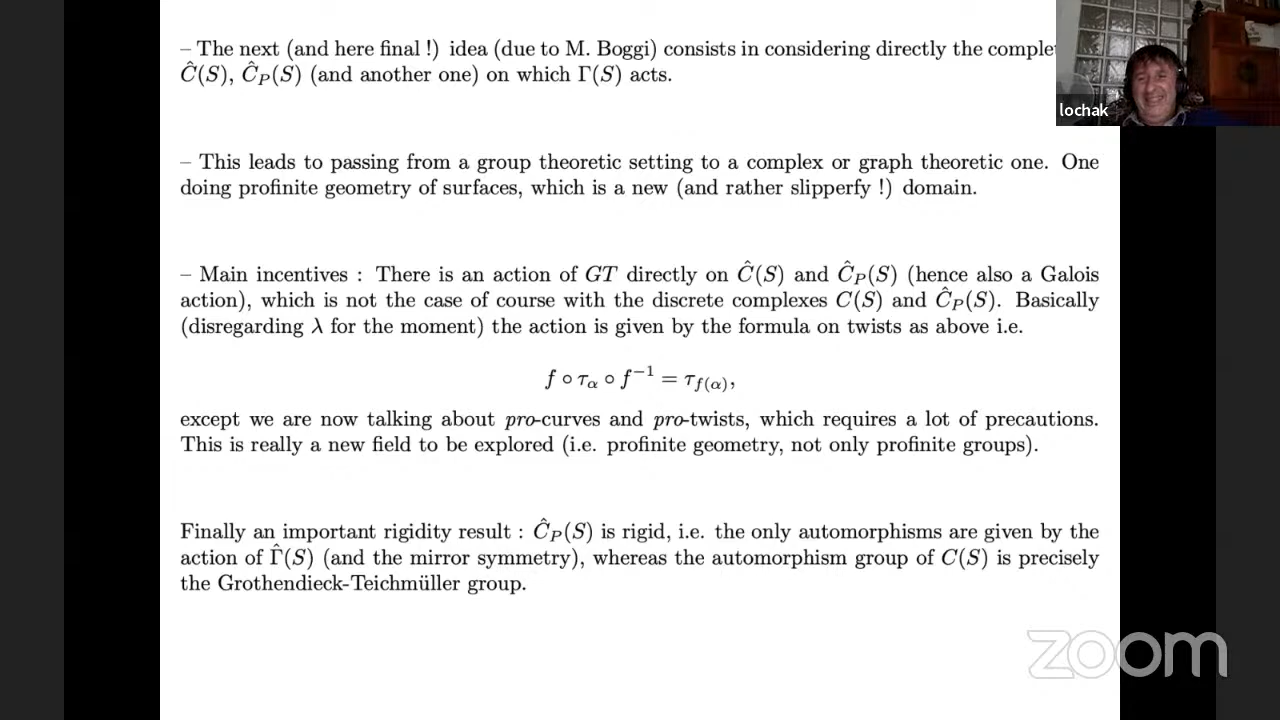 – The next (and here final !) idea (due to M. Boggi) consists in considering directly the
Ĉ(S), Ĉ_P(S) (and another one) on which Γ(S) acts.
– This leads to passing from a group theoretic setting to a complex or graph theoretic one. One
doing profinite geometry of surfaces, which is a new (and rather slipperfy !) domain.
– Main incentives : There is an action of GT directly on Ĉ(S) and Ĉ_P(S) (hence also a Galois
action), which is not the case of course with the discrete complexes C(S) and Ĉ_P(S). Basically
(disregarding λ for the moment) the action is given by the formula on twists as above i.e.
f ∘ τ_α ∘ f⁻¹ = τ_{f(α)},
except we are now talking about pro-curves and pro-twists, which requires a lot of precautions.
This is really a new field to be explored (i.e. profinite geometry, not only profinite groups).
Finally an important rigidity result : Ĉ_P(S) is rigid, i.e. the only automorphisms are given by the
action of Γ̂(S) (and the mirror symmetry), whereas the automorphism group of C(S) is precisely
the Grothendieck-Teichmüller group.
lochak
zoom